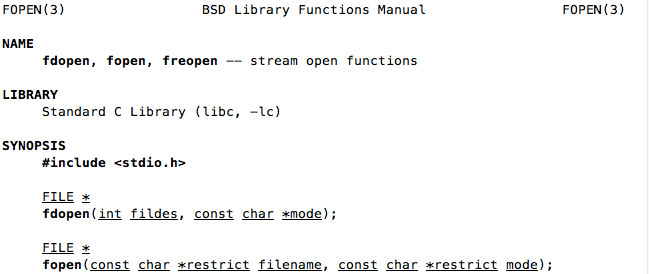 FOPEN(3) BSD Library Functions Manual FOPEN(3)
NAME
fdopen, fopen, freopen -- stream open functions
LIBRARY
Standard C Library (libc, -lc)
SYNOPSIS
#include <stdio.h>
FILE *
fdopen(int fildes, const char *mode);
FILE *
fopen(const char *restrict filename, const char *restrict mode);